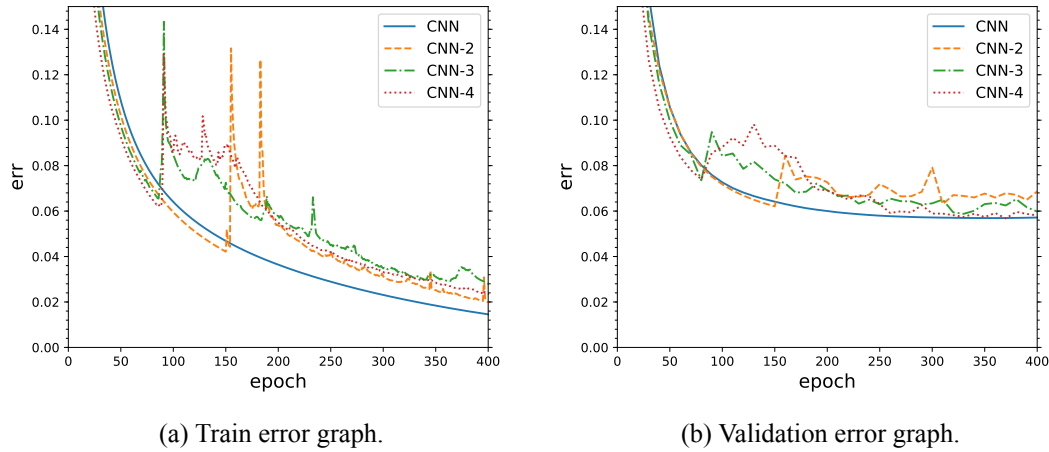 0.14
0.12
0.10
0.08
0.06
0.04
0.02
0.00
err
0 50 100 150 200 250 300 350 400
epoch
CNN
CNN-2
CNN-3
CNN-4
(a) Train error graph.
0.14
0.12
0.10
0.08
0.06
0.04
0.02
0.00
err
0 50 100 150 200 250 300 350 400
epoch
CNN
CNN-2
CNN-3
CNN-4
(b) Validation error graph.